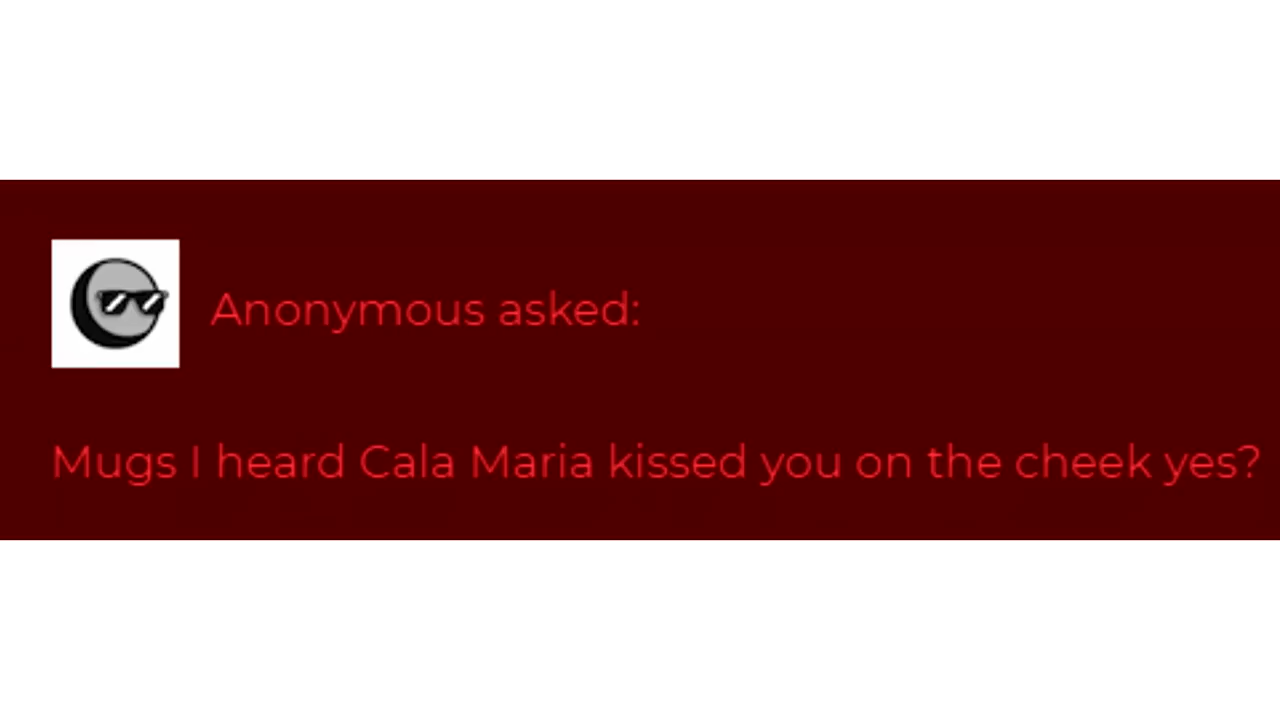 Anonymous asked:
Mugs I heard Cala Maria kissed you on the cheek yes?